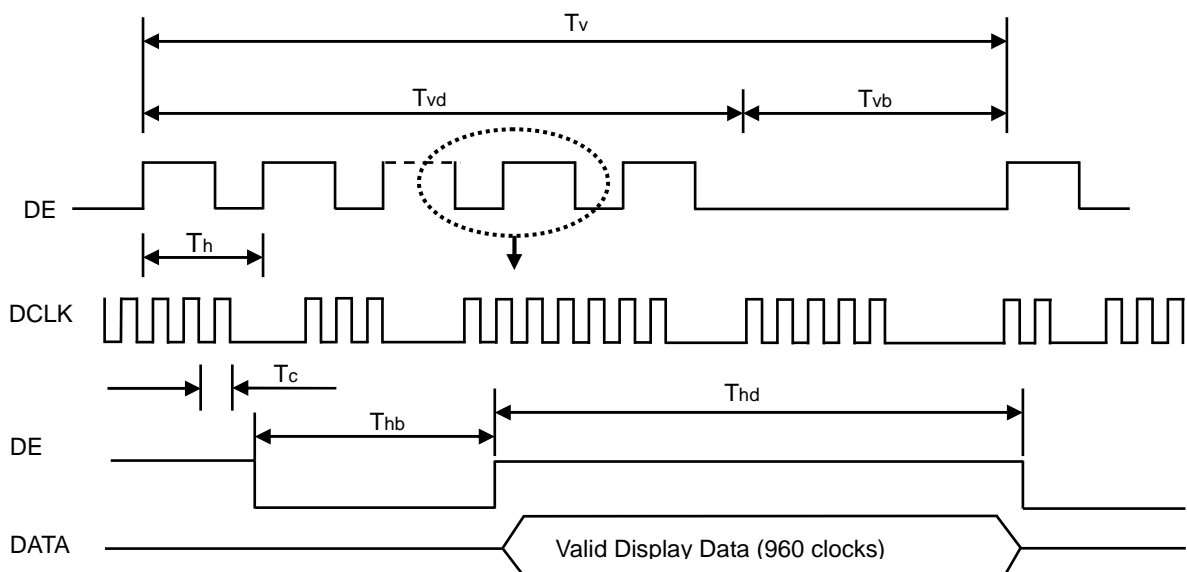 Tv
Tvd Tvb
DE
Th
DCLK
Tc
Thd
Thb
DE
DATA Valid Display Data (960 clocks)